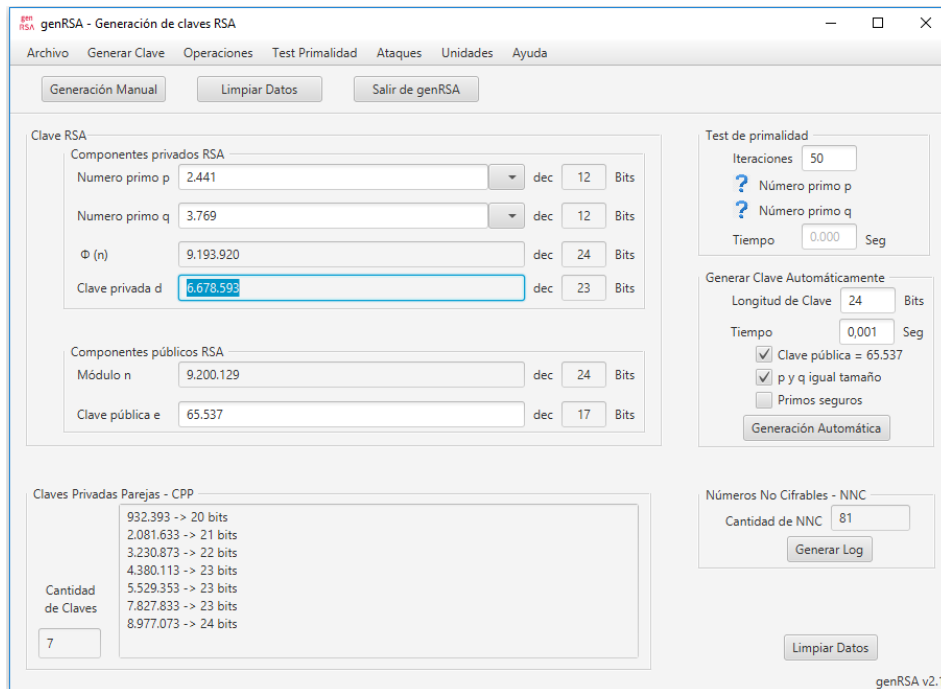 gen RSA genRSA - Generación de claves RSA
Archivo Generar Clave Operaciones Test Primalidad Ataques Unidades Ayuda
Generación Manual Limpiar Datos Salir de genRSA
Clave RSA
Componentes privados RSA
Numero primo p 2.441 dec 12 Bits
Numero primo q 3.769 dec 12 Bits
Φ (n) 9.193.920 dec 24 Bits
Clave privada d 6.678.593 dec 23 Bits
Componentes públicos RSA
Módulo n 9.200.129 dec 24 Bits
Clave pública e 65.537 dec 17 Bits
Test de primalidad
Iteraciones 50
? Número primo p
? Número primo q
Tiempo 0.000 Seg
Generar Clave Automáticamente
Longitud de Clave 24 Bits
Tiempo 0,001 Seg
Clave pública = 65.537
p y q igual tamaño
Primos seguros
Generación Automática
Claves Privadas Parejas - CPP
932.393 -> 20 bits
2.081.633 -> 21 bits
3.230.873 -> 22 bits
4.380.113 -> 23 bits
5.529.353 -> 23 bits
7.827.833 -> 23 bits
8.977.073 -> 24 bits
Cantidad
de Claves
7
Números No Cifrables - NNC
Cantidad de NNC 81
Generar Log
Limpiar Datos
genRSA v2.1